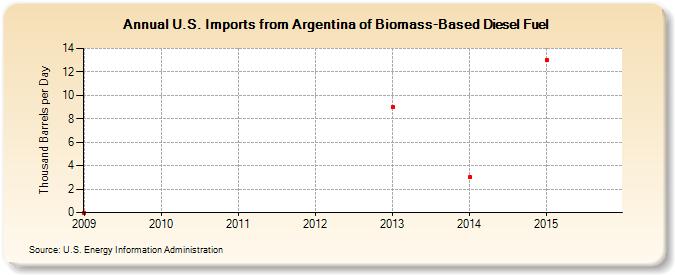 Annual U.S. Imports from Argentina of Biomass-Based Diesel Fuel
Thousand Barrels per Day
14
12
10
8
6
4
2
0
2009 2010 2011 2012 2013 2014 2015
Source: U.S. Energy Information Administration